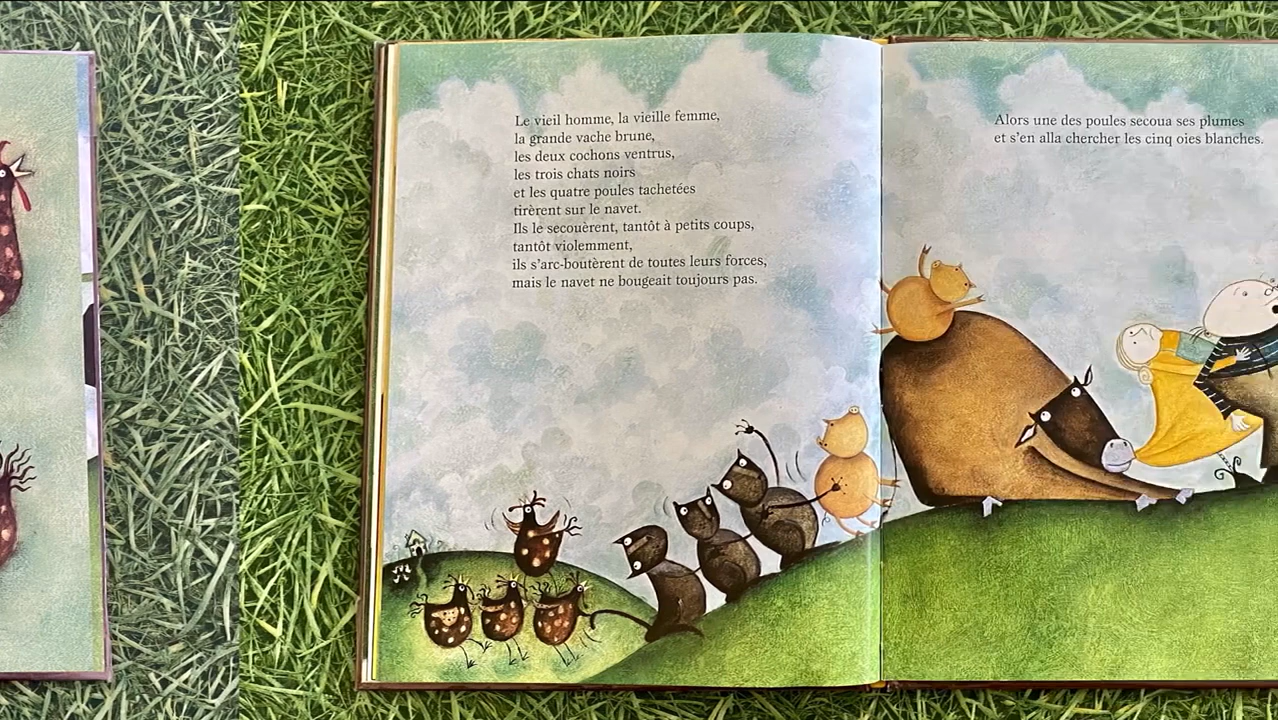 Le vieil homme, la vieille femme,
la grande vache brune,
les deux cochons ventrus,
les trois chats noirs
et les quatre poules tachetées
tirèrent sur le navet.
Ils le secouèrent, tantôt à petits coups,
tantôt violemment,
ils s'arc-boutèrent de toutes leurs forces,
mais le navet ne bougeait toujours pas.
Alors une des poules secoua ses plumes
et s'en alla chercher les cinq oies blanches.